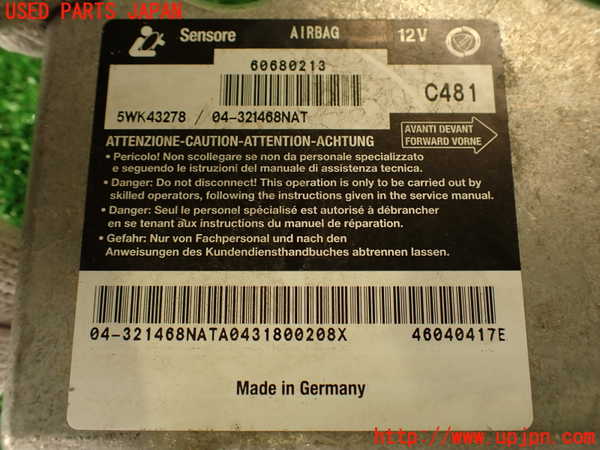 USED PARTS JAPAN
Sensore AIRBAG 12V
60680213
C481
5WK43278 / 04-321468NAT
AVANTI DEVANT
FORWARD VORNE
ATTENZIONE-CAUTION-ATTENTION-ACHTUNG
• Pericolo! Non scollegare se non da personale specializzato
e seguendo le istruzioni del manuale di assistenza tecnica.
• Danger: Do not disconnect! This operation is only to be carried out by
skilled operators, following the instructions given in the service manual.
• Danger: Seul le personel spécialisé est autorisé à débrancher
en se tenant aux instructions du manuel de réparation.
• Gefahr: Nur von Fachpersonal und nach den
Anweisungen des Kundendiensthandbuches abtrennen lassen.
04-321468NATA0431800208X 46040417E
Made in Germany
http://www.upjpn.com